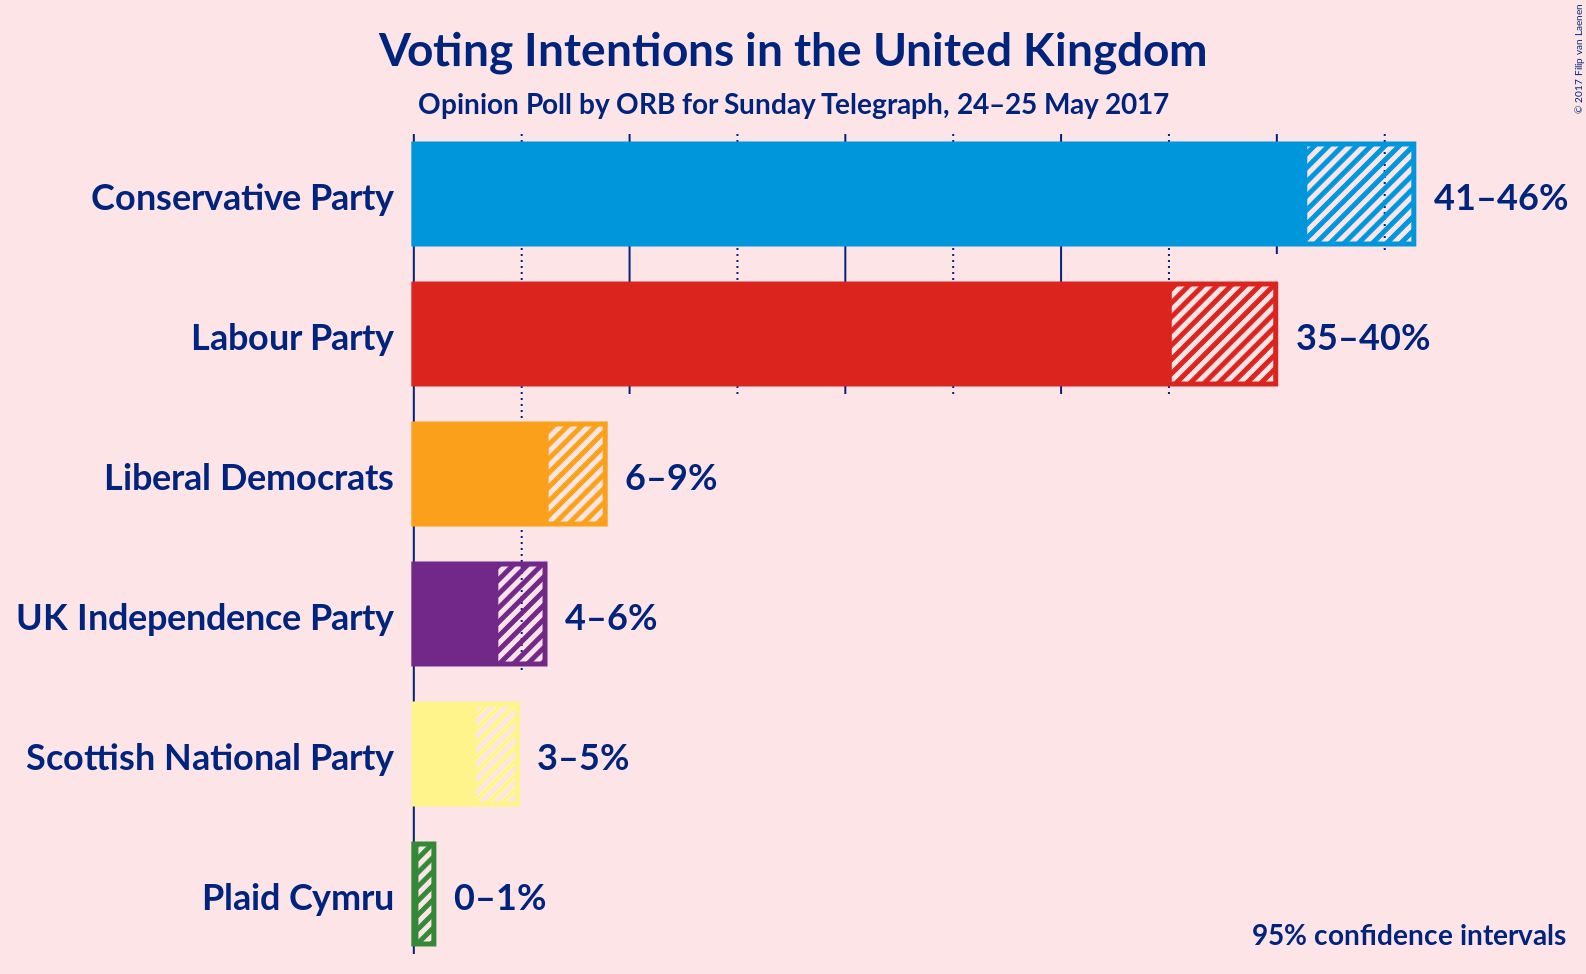 Voting Intentions in the United Kingdom
Opinion Poll by ORB for Sunday Telegraph, 24–25 May 2017
© 2017 Filip van Laenen
Conservative Party
41–46%
Labour Party
35–40%
Liberal Democrats
6–9%
UK Independence Party
4–6%
Scottish National Party
3–5%
Plaid Cymru
0–1%
95% confidence intervals